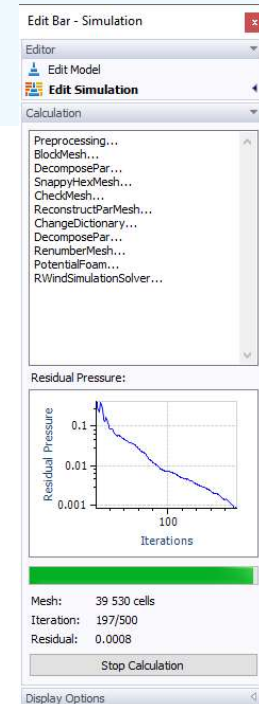 Edit Bar - Simulation
x
Editor
Edit Model
Edit Simulation
Calculation
Preprocessing...
BlockMesh...
DecomposePar...
SnappyHexMesh...
CheckMesh...
ReconstructParMesh...
ChangeDictionary...
DecomposePar...
RenumberMesh...
PotentialFoam...
RWindSimulationSolver...
Residual Pressure:
Residual Pressure
0.1
0.01
0.001
100
Iterations
Mesh: 39 530 cells
Iteration: 197/500
Residual: 0.0008
Stop Calculation
Display Options